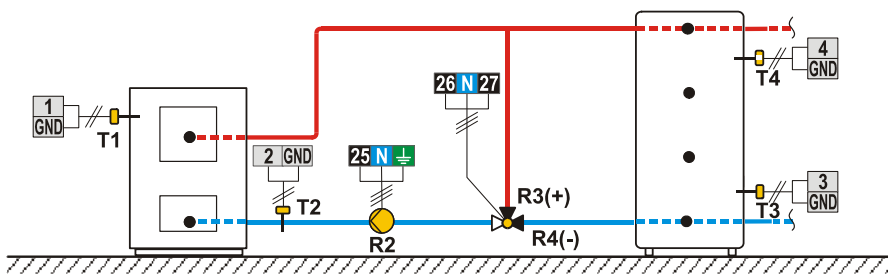 1
GND
T1
2 GND
T2
25 N
R2
26 N 27
R3(+)
R4(-)
4
GND
T4
3
GND
T3